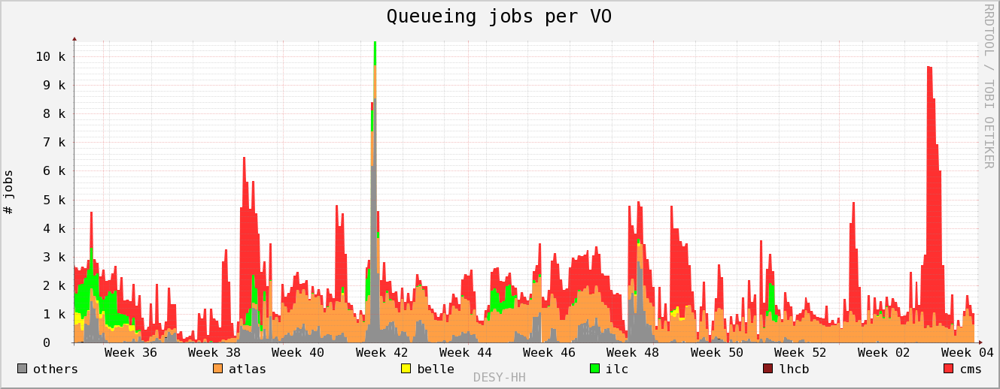 Queueing jobs per VO
RRDTOOL / TOBI OETIKER
# jobs
10 k
9 k
8 k
7 k
6 k
5 k
4 k
3 k
2 k
1 k
0
Week 36 Week 38 Week 40 Week 42 Week 44 Week 46 Week 48 Week 50 Week 52 Week 02 Week 04
others atlas belle ilc lhcb cms
DESY-HH